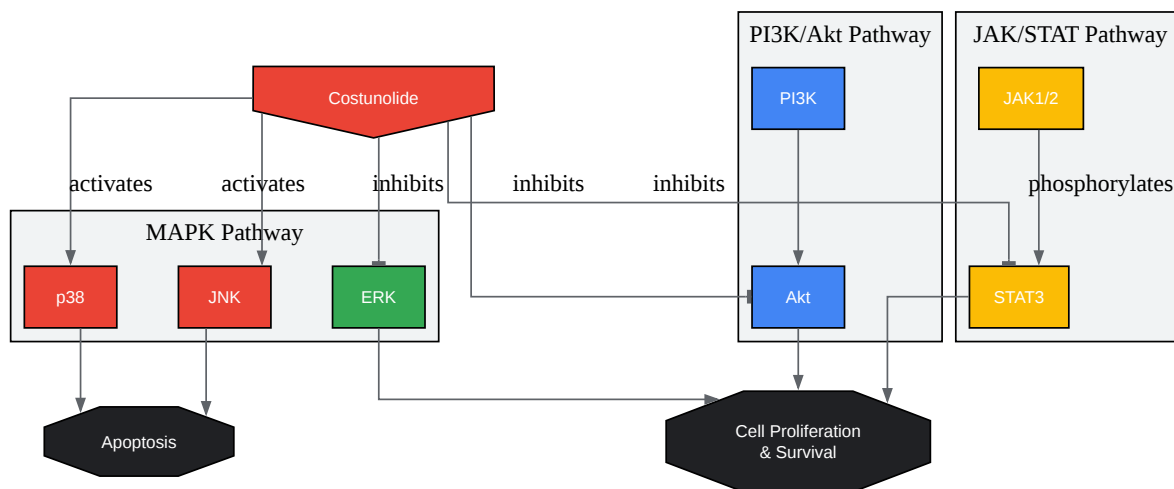 PI3K/Akt Pathway
JAK/STAT Pathway
Costunolide
PI3K
JAK1/2
activates
activates
inhibits
inhibits
inhibits
phosphorylates
MAPK Pathway
p38
JNK
ERK
Akt
STAT3
Apoptosis
Cell Proliferation
& Survival